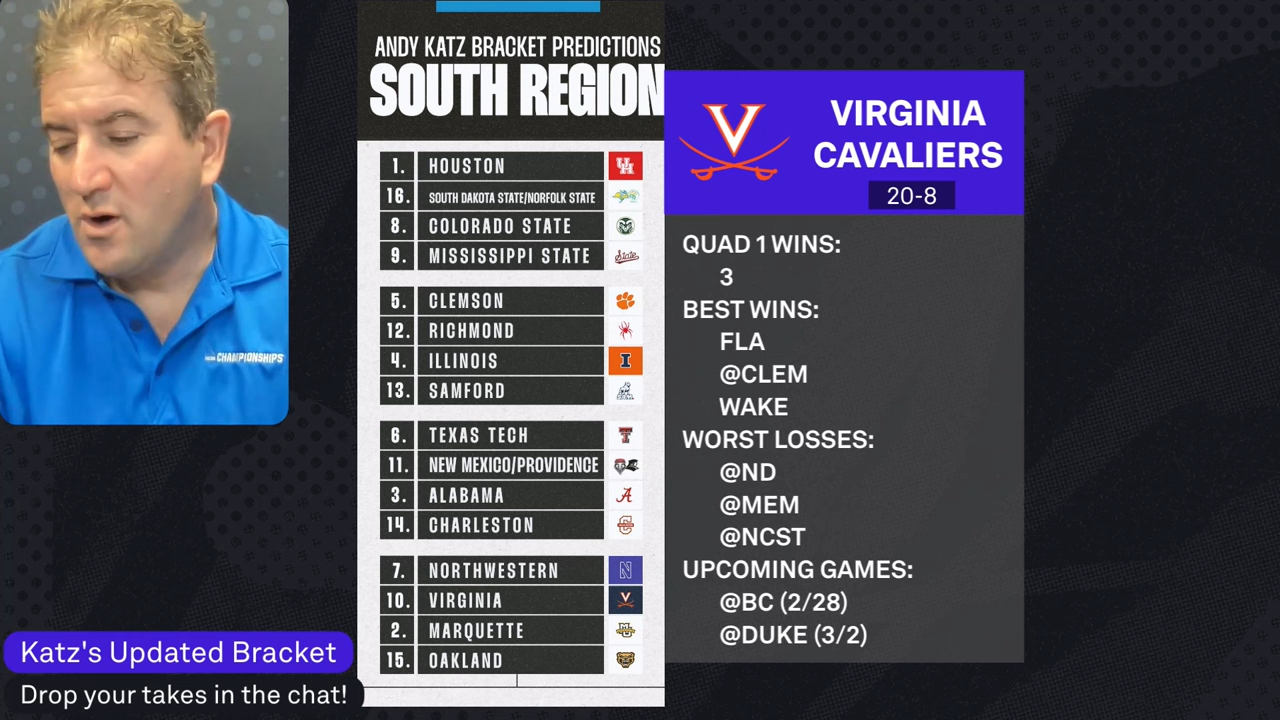 CHAMPIONSHIPS
Katz's Updated Bracket
Drop your takes in the chat!
ANDY KATZ BRACKET PREDICTIONS
SOUTH REGION
1. HOUSTON UH
16. SOUTH DAKOTA STATE/NORFOLK STATE
8. COLORADO STATE
9. MISSISSIPPI STATE State
5. CLEMSON
12. RICHMOND
4. ILLINOIS I
13. SAMFORD
6. TEXAS TECH T
11. NEW MEXICO/PROVIDENCE
3. ALABAMA A
14. CHARLESTON C
7. NORTHWESTERN N
10. VIRGINIA V
2. MARQUETTE MU
15. OAKLAND
V
VIRGINIA
CAVALIERS
20-8
QUAD 1 WINS:
3
BEST WINS:
FLA
@CLEM
WAKE
WORST LOSSES:
@ND
@MEM
@NCST
UPCOMING GAMES:
@BC (2/28)
@DUKE (3/2)